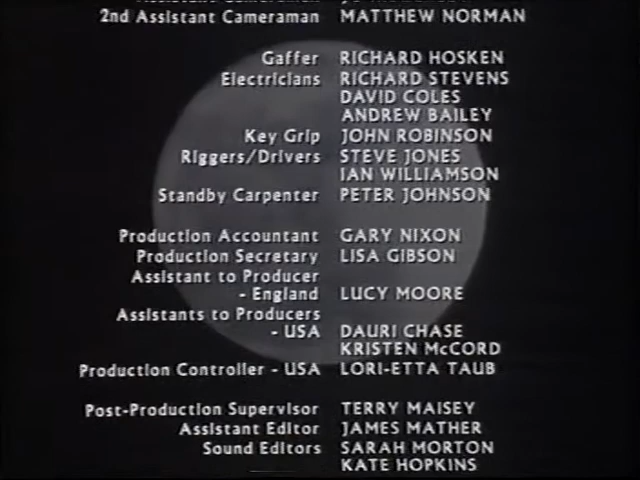 2nd Assistant Cameraman MATTHEW NORMAN
Gaffer RICHARD HOSKEN
Electricians RICHARD STEVENS
DAVID COLES
ANDREW BAILEY
Key Grip JOHN ROBINSON
Riggers/Drivers STEVE JONES
IAN WILLIAMSON
Standby Carpenter PETER JOHNSON
Production Accountant GARY NIXON
Production Secretary LISA GIBSON
Assistant to Producer
- England LUCY MOORE
Assistants to Producers
- USA DAURI CHASE
KRISTEN McCORD
Production Controller - USA LORI-ETTA TAUB
Post-Production Supervisor TERRY MAISEY
Assistant Editor JAMES MATHER
Sound Editors SARAH MORTON
KATE HOPKINS